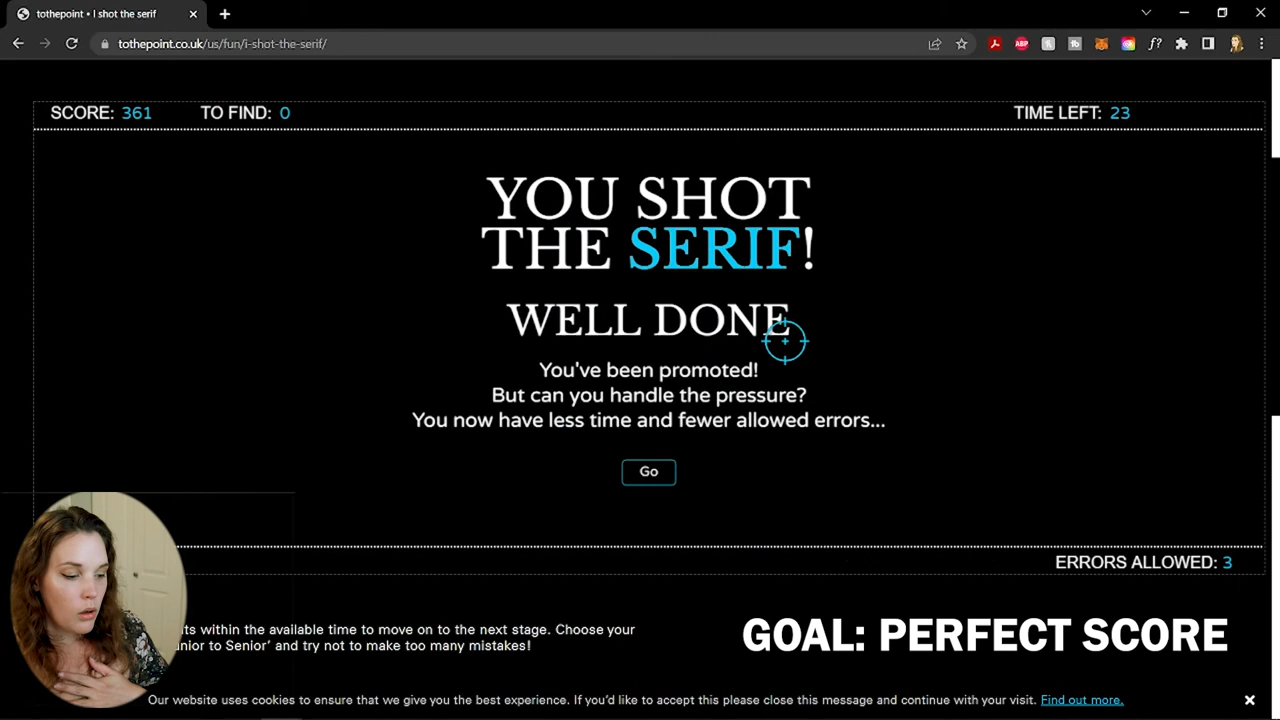 tothepoint • I shot the serif
tothepoint.co.uk/us/fun/i-shot-the-serif/
ABP
f?
SCORE: 361 TO FIND: 0 TIME LEFT: 23
YOU SHOT
THE SERIF!
WELL DONE
You've been promoted!
But can you handle the pressure?
You now have less time and fewer allowed errors...
Go
ERRORS ALLOWED: 3
within the available time to move on to the next stage. Choose your
to Senior' and try not to make too many mistakes!
GOAL: PERFECT SCORE
Our website uses cookies to ensure that we give you the best experience. If you'd like to accept this please close this message and continue with your visit. Find out more.